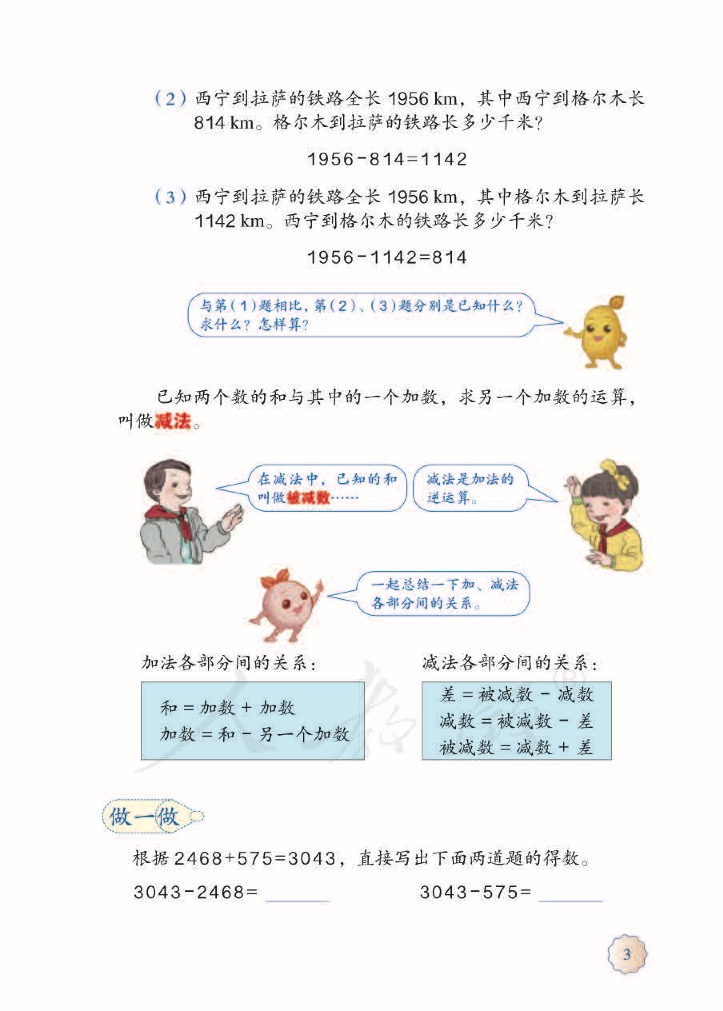 (2) 西宁到拉萨的铁路全长 1956 km，其中西宁到格尔木长
814 km。格尔木到拉萨的铁路长多少千米？
1956-814=1142
(3) 西宁到拉萨的铁路全长 1956 km，其中格尔木到拉萨长
1142 km。西宁到格尔木的铁路长多少千米？
1956-1142=814
与第(1)题相比，第(2)、(3)题分别是已知什么？
求什么？怎样算？
已知两个数的和与其中的一个加数，求另一个加数的运算，
叫做减法。
在减法中，已知的和
叫做被减数……
减法是加法的
逆运算。
一起总结一下加、减法
各部分间的关系。
加法各部分间的关系：
和 = 加数 + 加数
加数 = 和 - 另一个加数
减法各部分间的关系：
差 = 被减数 - 减数
减数 = 被减数 - 差
被减数 = 减数 + 差
做一做
根据 2468+575=3043，直接写出下面两道题的得数。
3043-2468= ______ 3043-575= ______
3